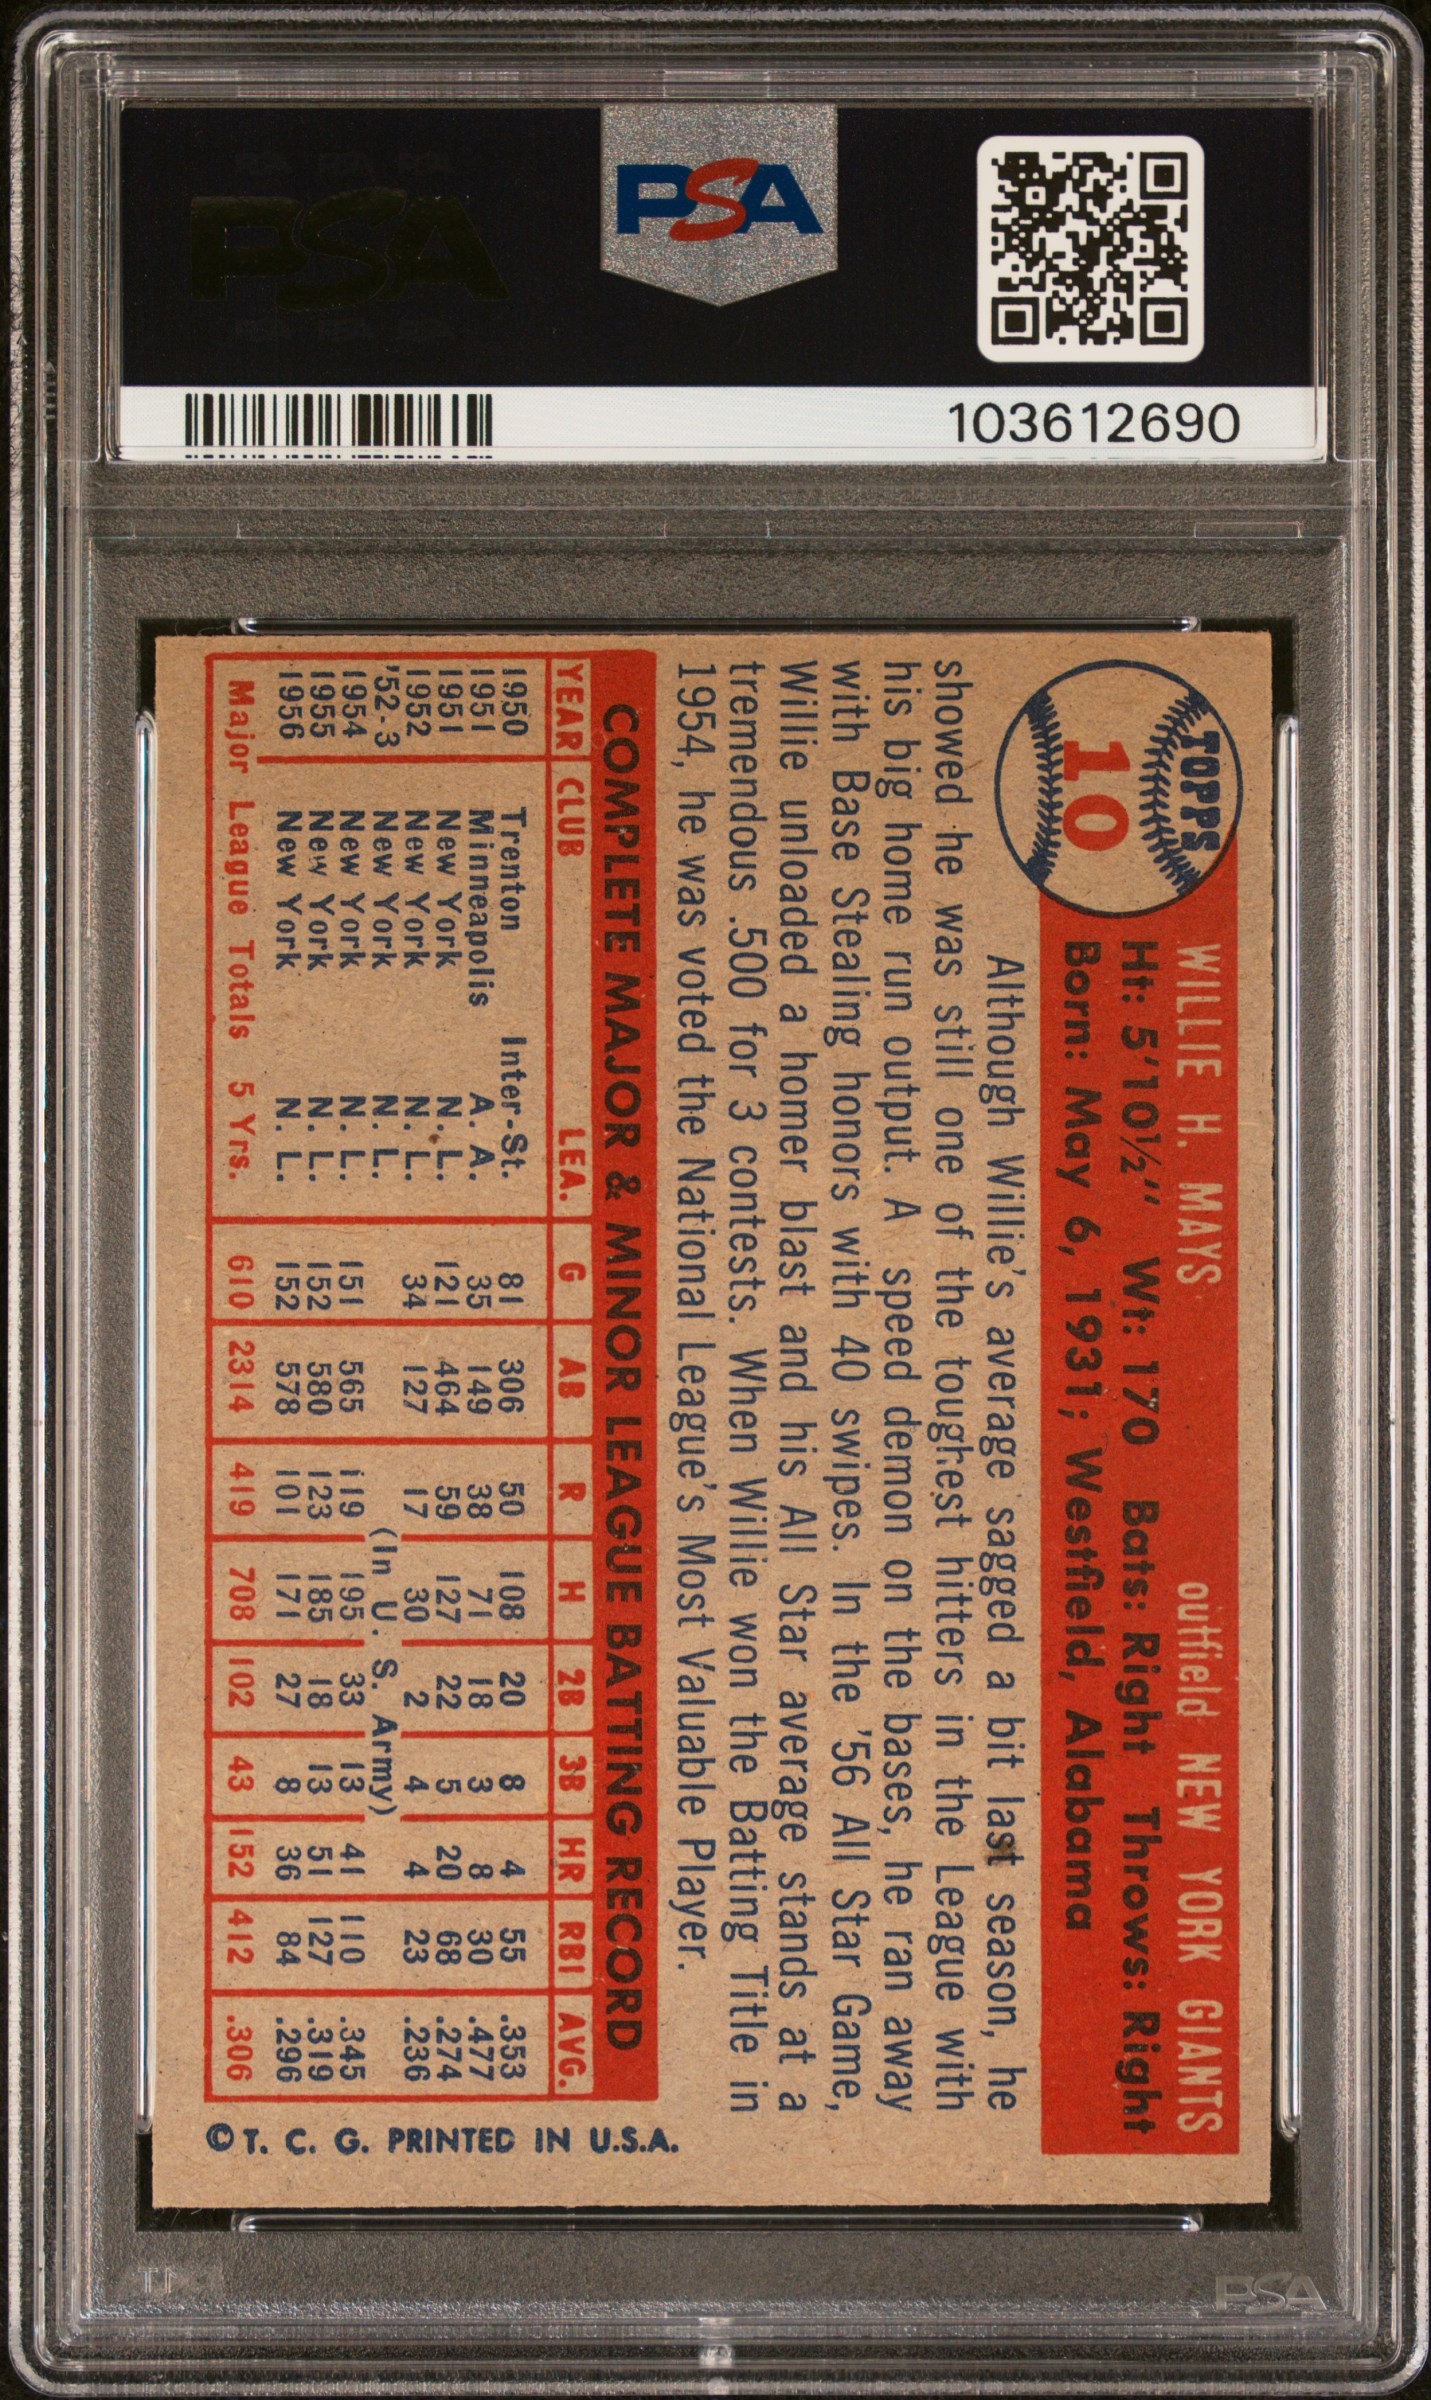 PSA
PSA
103612690
TOPPS
10
WILLIE H. MAYS outfield NEW YORK GIANTS
Ht: 5'10½" Wt: 170 Bats: Right Throws: Right
Born: May 6, 1931; Westfield, Alabama
Although Willie's average sagged a bit last season, he
showed he was still one of the toughest hitters in the League with
his big home run output. A speed demon on the bases, he ran away
with Base Stealing honors with 40 swipes. In the '56 All Star Game,
Willie unloaded a homer blast and his All Star average stands at a
tremendous .500 for 3 contests. When Willie won the Batting Title in
1954, he was voted the National League's Most Valuable Player.
COMPLETE MAJOR & MINOR LEAGUE BATTING RECORD
YEAR CLUB LEA. G AB R H 2B 3B HR RBI AVG.
1950 Trenton Inter-St. 81 306 50 108 20 8 4 55 .353
1951 Minneapolis A. A. 35 149 38 71 18 3 8 30 .477
1951 New York N. L. 121 464 59 127 22 5 20 68 .274
1952 New York N. L. 34 127 17 30 2 4 4 23 .236
'52-3 New York N. L. (In U. S. Army)
1954 New York N. L. 151 565 119 195 33 13 41 110 .345
1955 New York N. L. 152 580 123 185 18 13 51 127 .319
1956 New York N. L. 152 578 101 171 27 8 36 84 .296
Major League Totals 5 Yrs. 610 2314 419 708 102 43 152 412 .306
© T. C. G. PRINTED IN U.S.A.
PSA